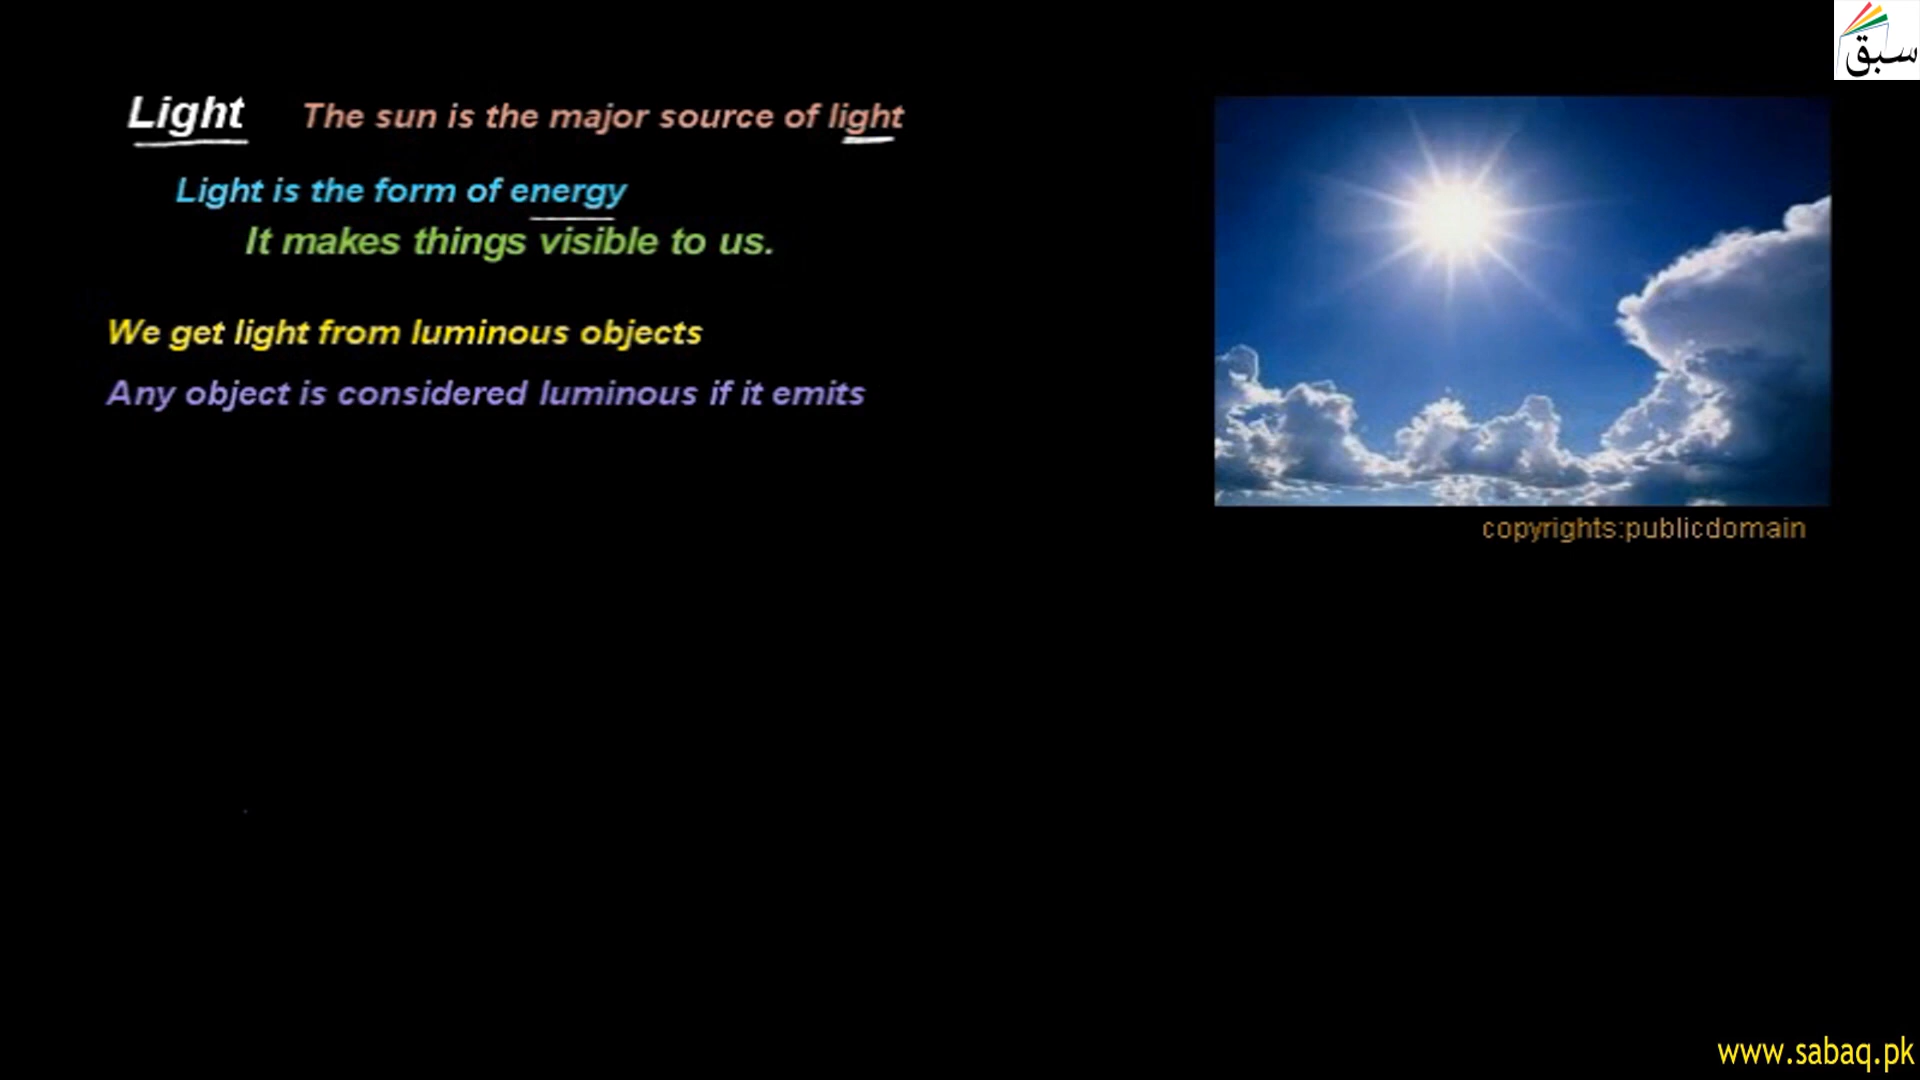 سبق
Light The sun is the major source of light
Light is the form of energy
It makes things visible to us.
We get light from luminous objects
Any object is considered luminous if it emits
copyrights:publicdomain
www.sabaq.pk